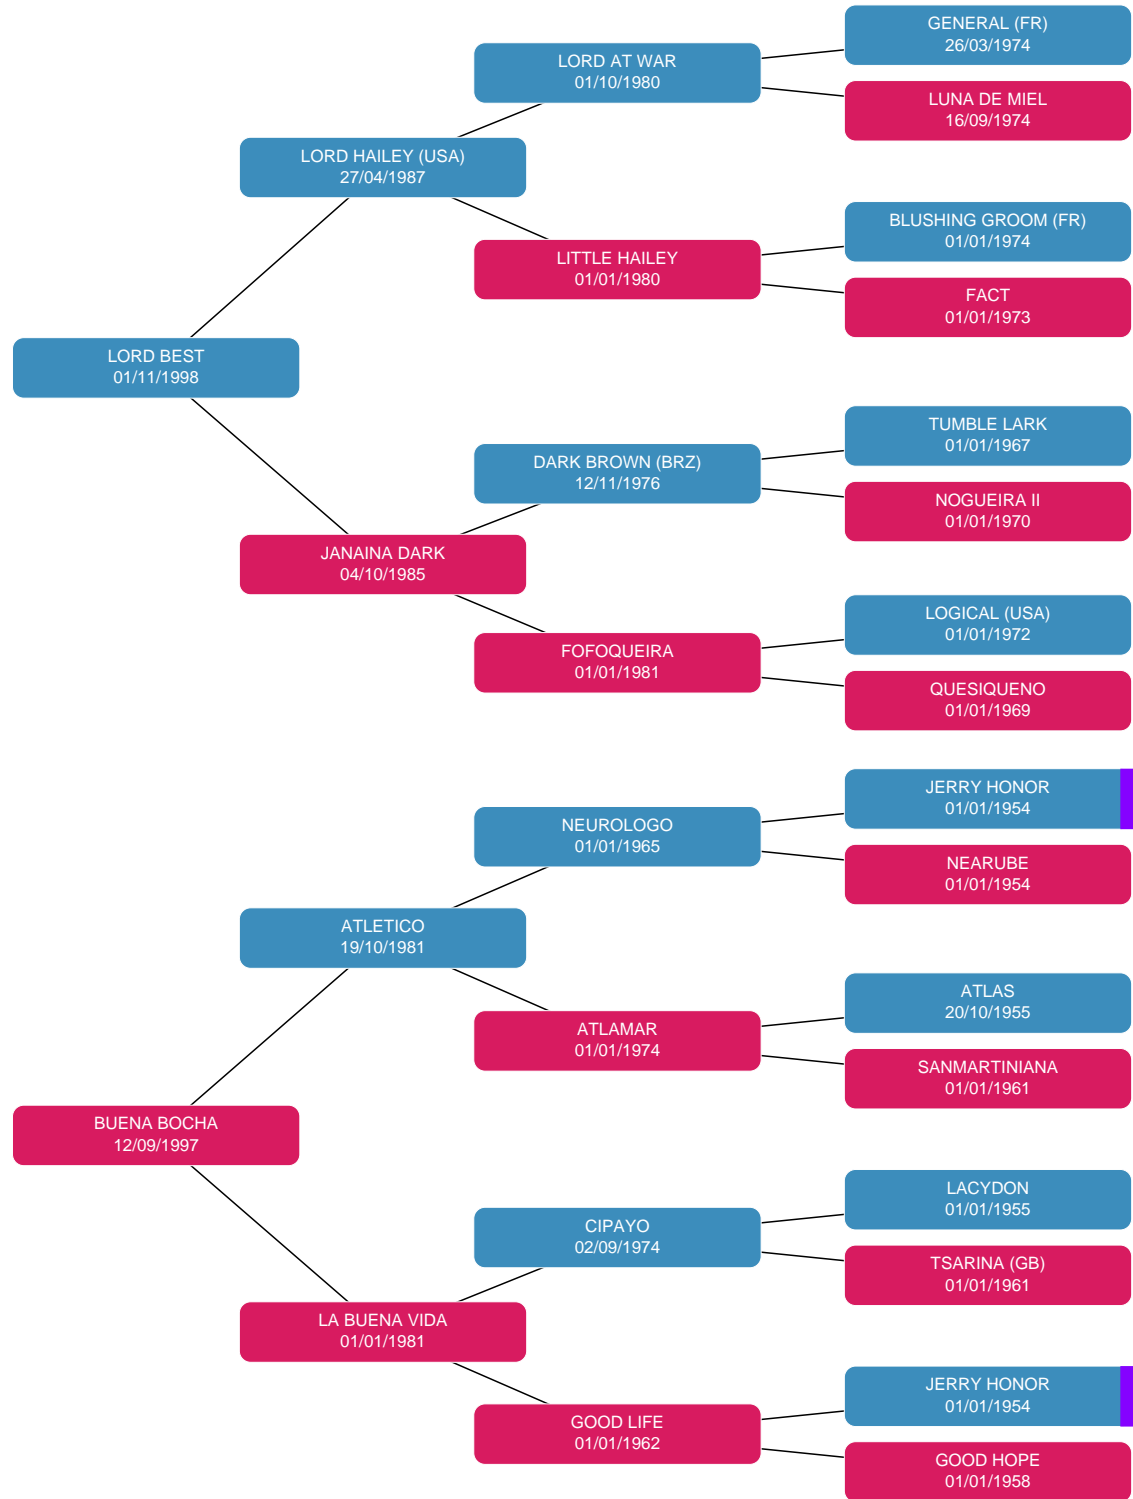 GENERAL (FR)
26/03/1974
LORD AT WAR
01/10/1980
LUNA DE MIEL
16/09/1974
LORD HAILEY (USA)
27/04/1987
BLUSHING GROOM (FR)
01/01/1974
LITTLE HAILEY
01/01/1980
FACT
01/01/1973
LORD BEST
01/11/1998
TUMBLE LARK
01/01/1967
DARK BROWN (BRZ)
12/11/1976
NOGUEIRA II
01/01/1970
JANAINA DARK
04/10/1985
LOGICAL (USA)
01/01/1972
FOFOQUEIRA
01/01/1981
QUESIQUENO
01/01/1969
JERRY HONOR
01/01/1954
NEUROLOGO
01/01/1965
NEARUBE
01/01/1954
ATLETICO
19/10/1981
ATLAS
20/10/1955
ATLAMAR
01/01/1974
SANMARTINIANA
01/01/1961
BUENA BOCHA
12/09/1997
LACYDON
01/01/1955
CIPAYO
02/09/1974
TSARINA (GB)
01/01/1961
LA BUENA VIDA
01/01/1981
JERRY HONOR
01/01/1954
GOOD LIFE
01/01/1962
GOOD HOPE
01/01/1958